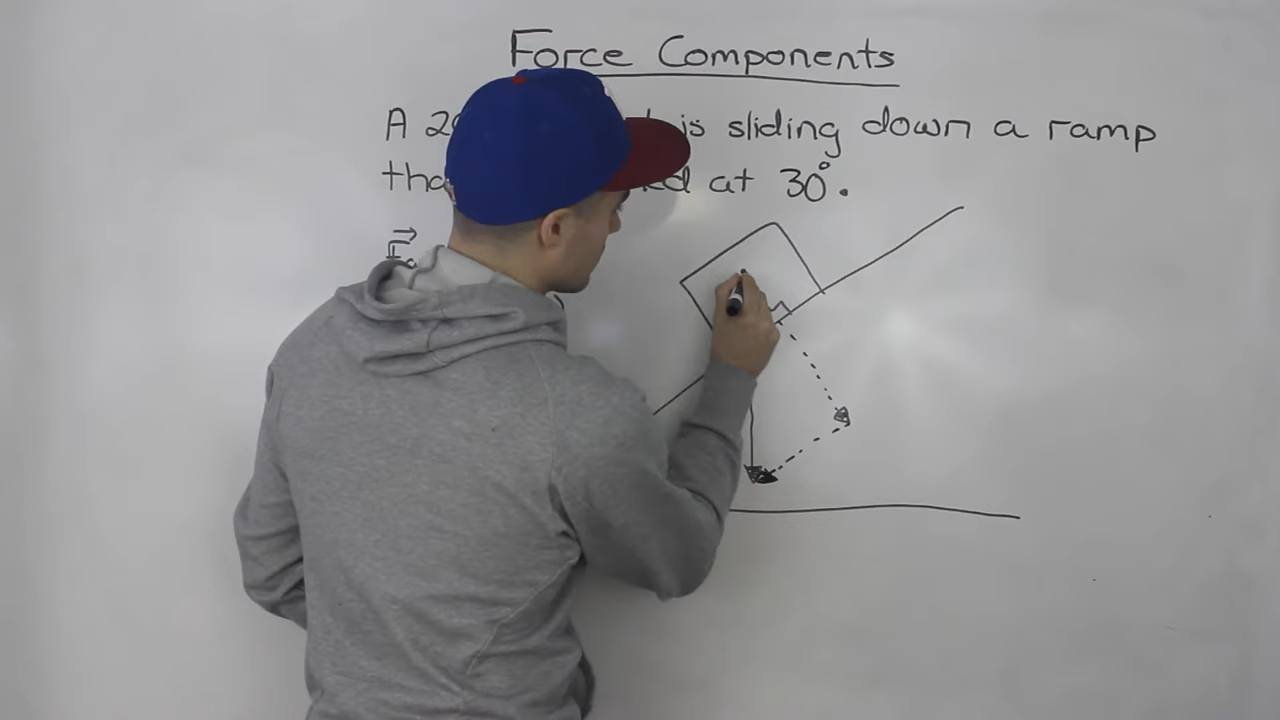 Force Components
A is sliding down a ramp
at 30°.